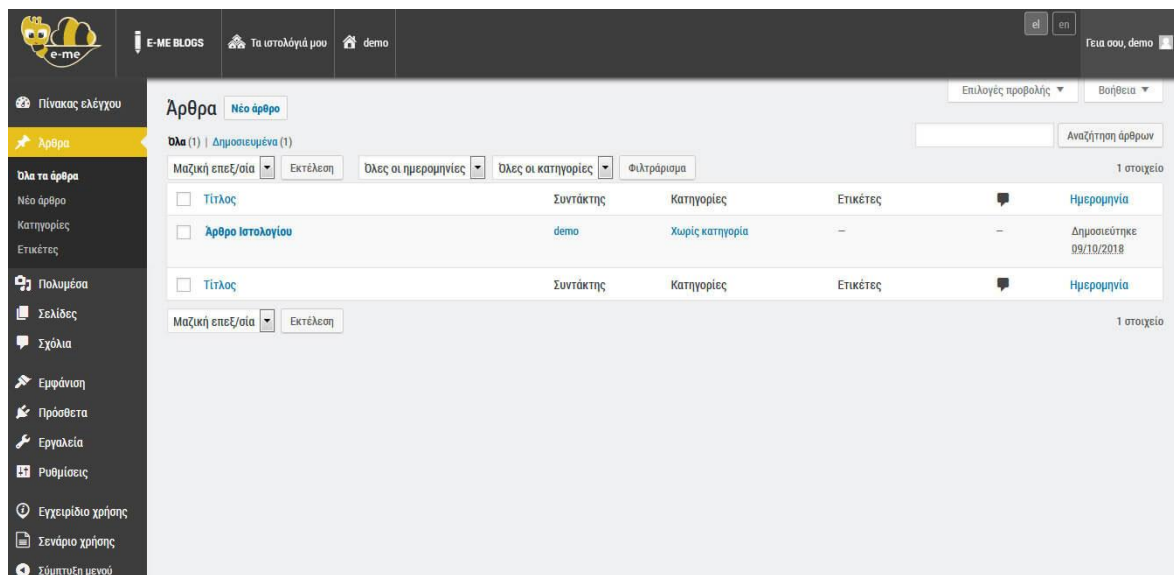 e-me
E-ME BLOGS
Τα ιστολόγιά μου
demo
el
en
Γεια σου, demo
Πίνακας ελέγχου
Άρθρα
Όλα τα άρθρα
Νέο άρθρο
Κατηγορίες
Ετικέτες
Πολυμέσα
Σελίδες
Σχόλια
Εμφάνιση
Πρόσθετα
Εργαλεία
Ρυθμίσεις
Εγχειρίδιο χρήσης
Σενάριο χρήσης
Σύμπτυξη μενού
Επιλογές προβολής
Βοήθεια
Άρθρα Νέο άρθρο
Όλα (1) | Δημοσιευμένα (1)
Αναζήτηση άρθρων
Μαζική επεξ/σία Εκτέλεση Όλες οι ημερομηνίες Όλες οι κατηγορίες Φιλτράρισμα 1 στοιχείο
Τίτλος Συντάκτης Κατηγορίες Ετικέτες Ημερομηνία
Άρθρο Ιστολογίου demo Χωρίς κατηγορία — — Δημοσιεύτηκε
09/10/2018
Τίτλος Συντάκτης Κατηγορίες Ετικέτες Ημερομηνία
Μαζική επεξ/σία Εκτέλεση 1 στοιχείο